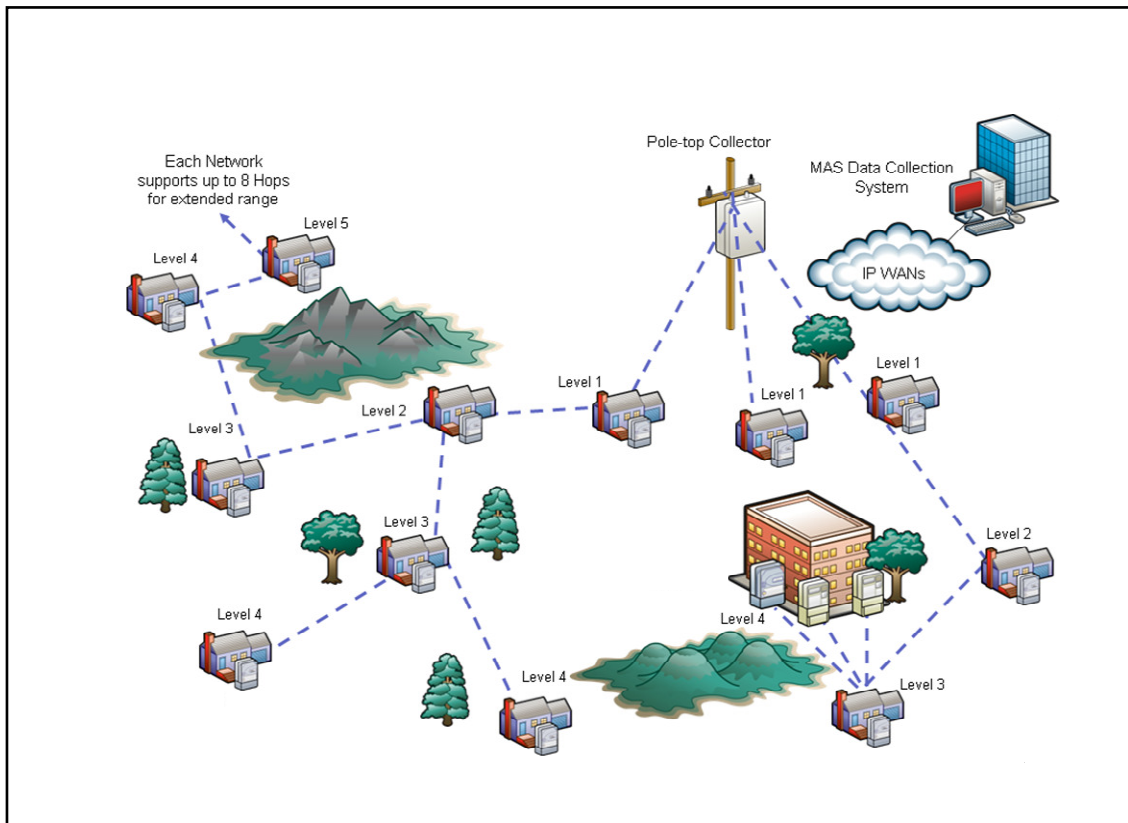 Pole-top Collector
MAS Data Collection
System
Each Network
supports up to 8 Hops
for extended range
Level 5
Level 4
IP WANs
Level 1
Level 1
Level 1
Level 2
Level 3
Level 3
Level 2
Level 4
Level 4
Level 4
Level 3